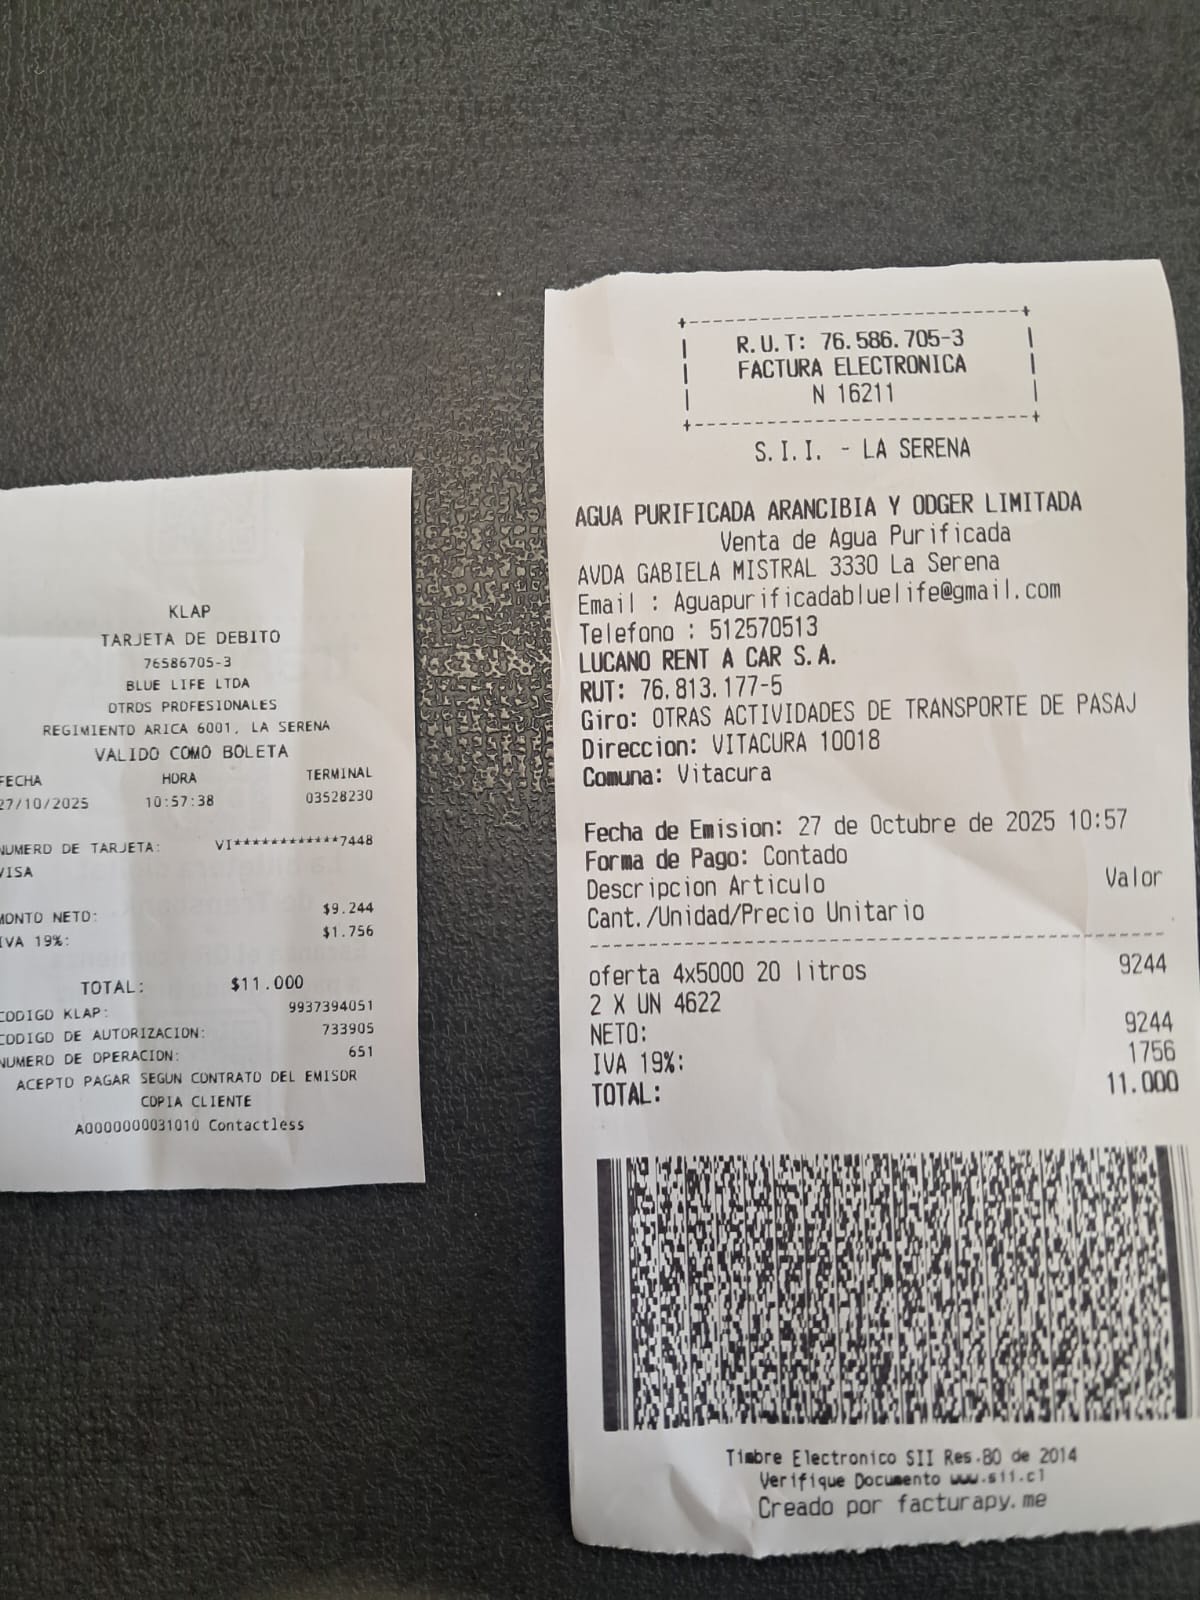 KLAP
TARJETA DE DEBITO
76586705-3
BLUE LIFE LTDA
OTROS PROFESIONALES
REGIMIENTO ARICA 6001, LA SERENA
VALIDO COMO BOLETA
FECHA HORA TERMINAL
27/10/2025 10:57:38 03528230
NUMERO DE TARJETA: VI************7448
VISA
MONTO NETO: $9.244
IVA 19%: $1.756
TOTAL: $11.000
CODIGO KLAP: 9937394051
CODIGO DE AUTORIZACION: 733905
NUMERO DE OPERACION: 651
ACEPTO PAGAR SEGUN CONTRATO DEL EMISOR
COPIA CLIENTE
A0000000031010 Contactless
R.U.T: 76.586.705-3
FACTURA ELECTRONICA
N 16211
S.I.I. - LA SERENA
AGUA PURIFICADA ARANCIBIA Y ODGER LIMITADA
Venta de Agua Purificada
AVDA GABIELA MISTRAL 3330 La Serena
Email : Aguapurificadabluelife@gmail.com
Telefono : 512570513
LUCANO RENT A CAR S.A.
RUT: 76.813.177-5
Giro: OTRAS ACTIVIDADES DE TRANSPORTE DE PASAJ
Direccion: VITACURA 10018
Comuna: Vitacura
Fecha de Emision: 27 de Octubre de 2025 10:57
Forma de Pago: Contado
Descripcion Articulo Valor
Cant./Unidad/Precio Unitario
oferta 4x5000 20 litros 9244
2 X UN 4622
NETO: 9244
IVA 19%: 1756
TOTAL: 11.000
Timbre Electronico SII Res.80 de 2014
Verifique Documento www.sii.cl
Creado por facturapy.me